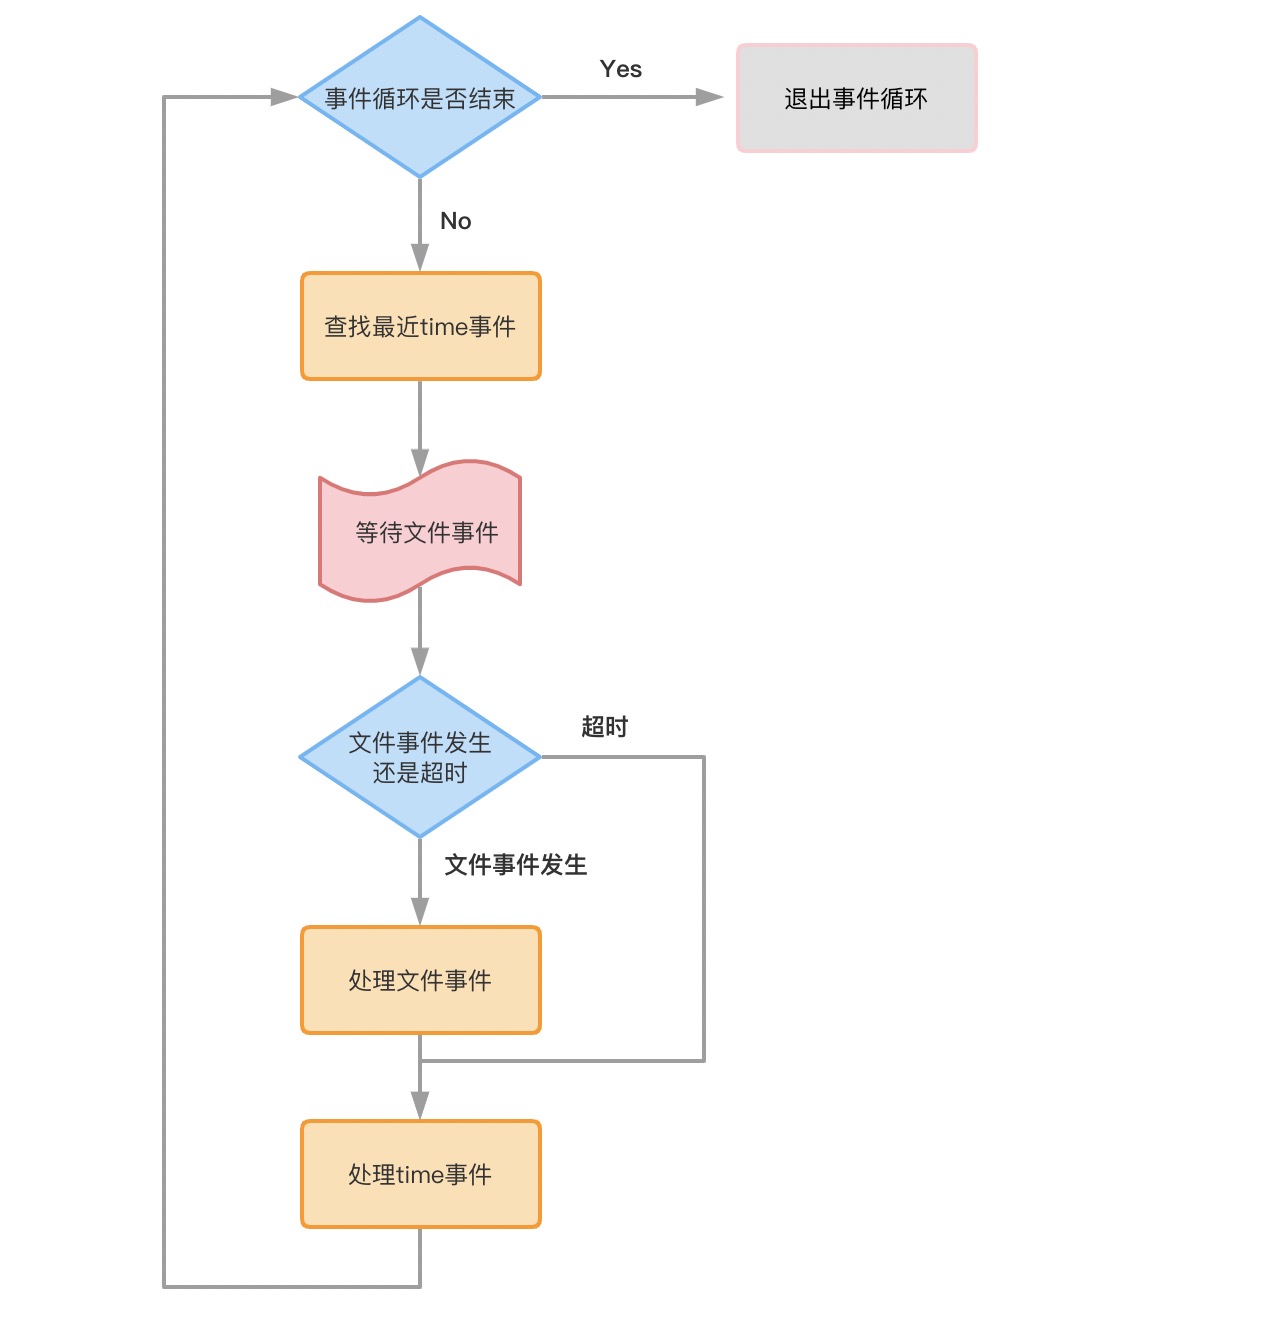 事件循环是否结束
Yes
退出事件循环
No
查找最近time事件
等待文件事件
文件事件发生
还是超时
超时
文件事件发生
处理文件事件
处理time事件